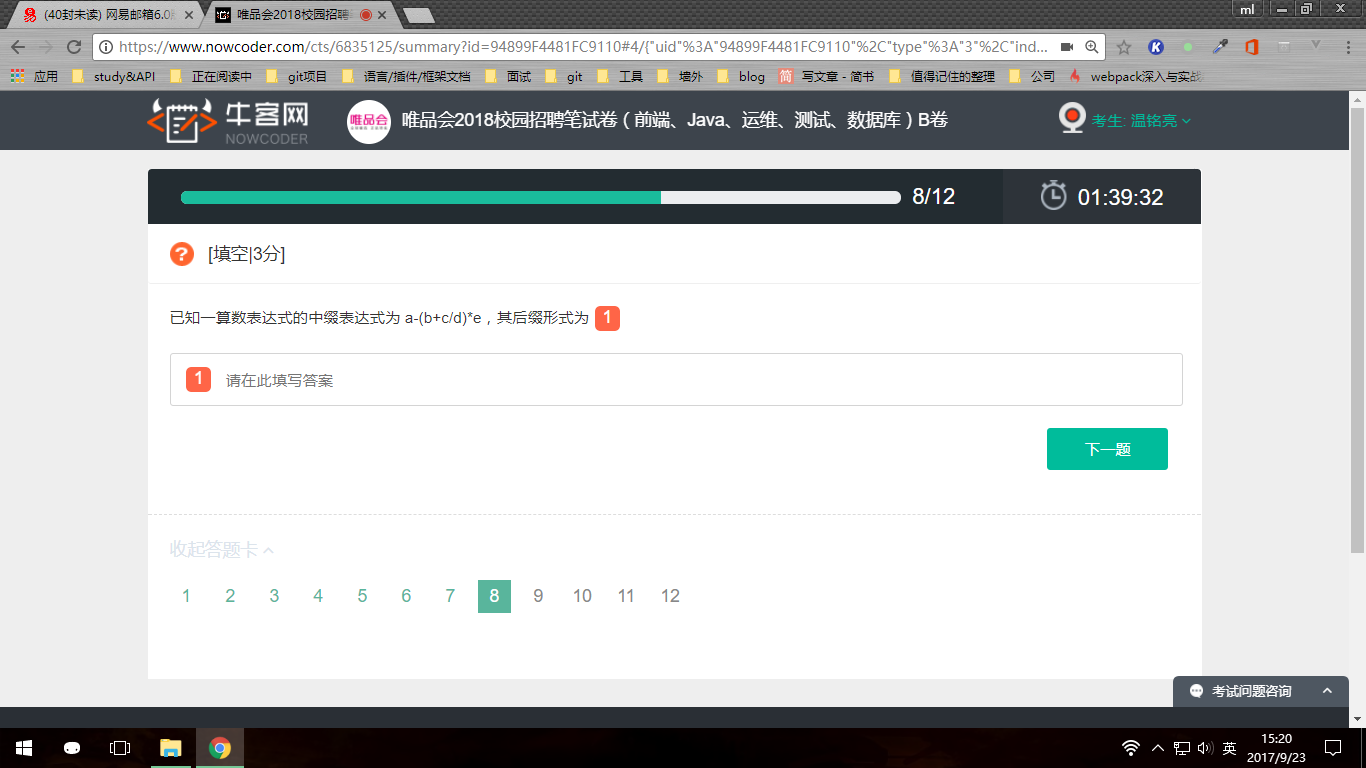 (40封未读) 网易邮箱6.0
唯品会2018校园招聘
ml
https://www.nowcoder.com/cts/6835125/summary?id=94899F4481FC9110#4/{"uid"%3A"94899F4481FC9110"%2C"type"%3A"3"%2C"ind...
应用 study&API 正在阅读中 git项目 语言/插件/框架文档 面试 git 工具 墙外 blog 简 写文章 - 简书 值得记住的整理 公司 webpack深入与实战
牛客网
NOWCODER
唯品会
唯品会2018校园招聘笔试卷（前端、Java、运维、测试、数据库）B卷
考生: 温铭亮
8/12
01:39:32
? [填空|3分]
已知一算数表达式的中缀表达式为 a-(b+c/d)*e，其后缀形式为 1
1 请在此填写答案
下一题
收起答题卡
1 2 3 4 5 6 7 8 9 10 11 12
考试问题咨询
英
15:20
2017/9/23